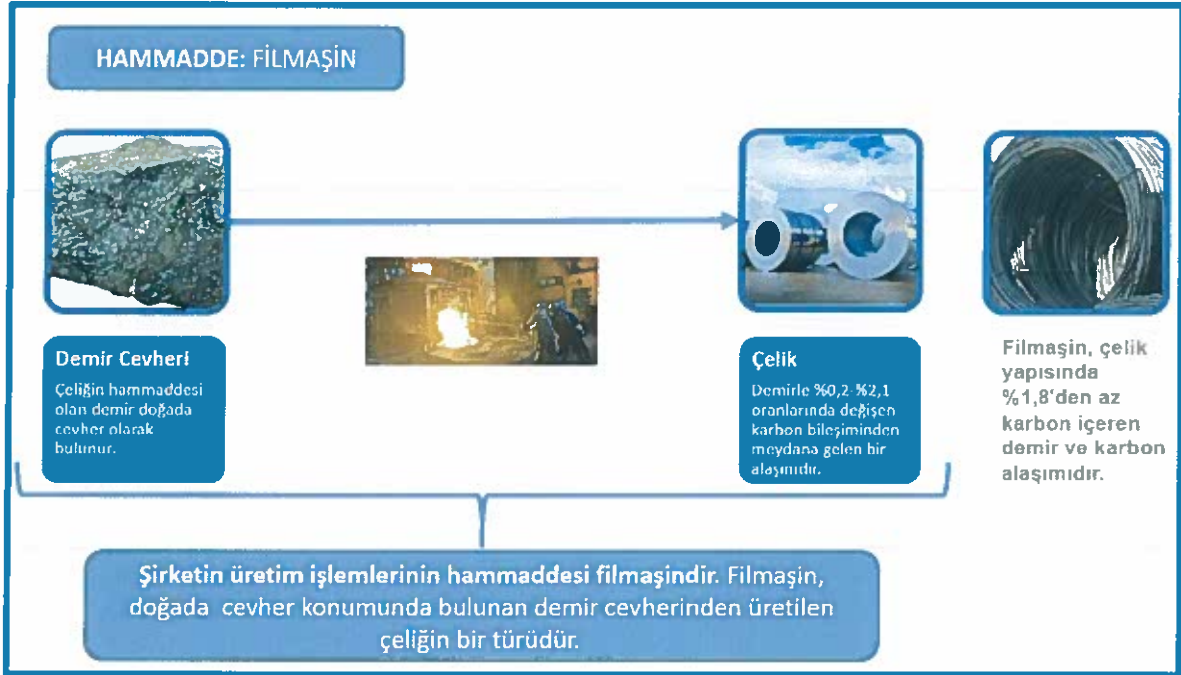 HAMMADDE: FİLMAŞİN
Demir Cevheri
Çeliğin hammaddesi
olan demir doğada
cevher olarak
bulunur.
Çelik
Demirle %0,2-%2,1
oranlarında değişen
karbon bileşiminden
meydana gelen bir
alaşımıdır.
Filmaşin, çelik
yapısında
%1,8'den az
karbon içeren
demir ve karbon
alaşımıdır.
Şirketin üretim işlemlerinin hammaddesi filmaşindir. Filmaşin,
doğada cevher konumunda bulunan demir cevherinden üretilen
çeliğin bir türüdür.